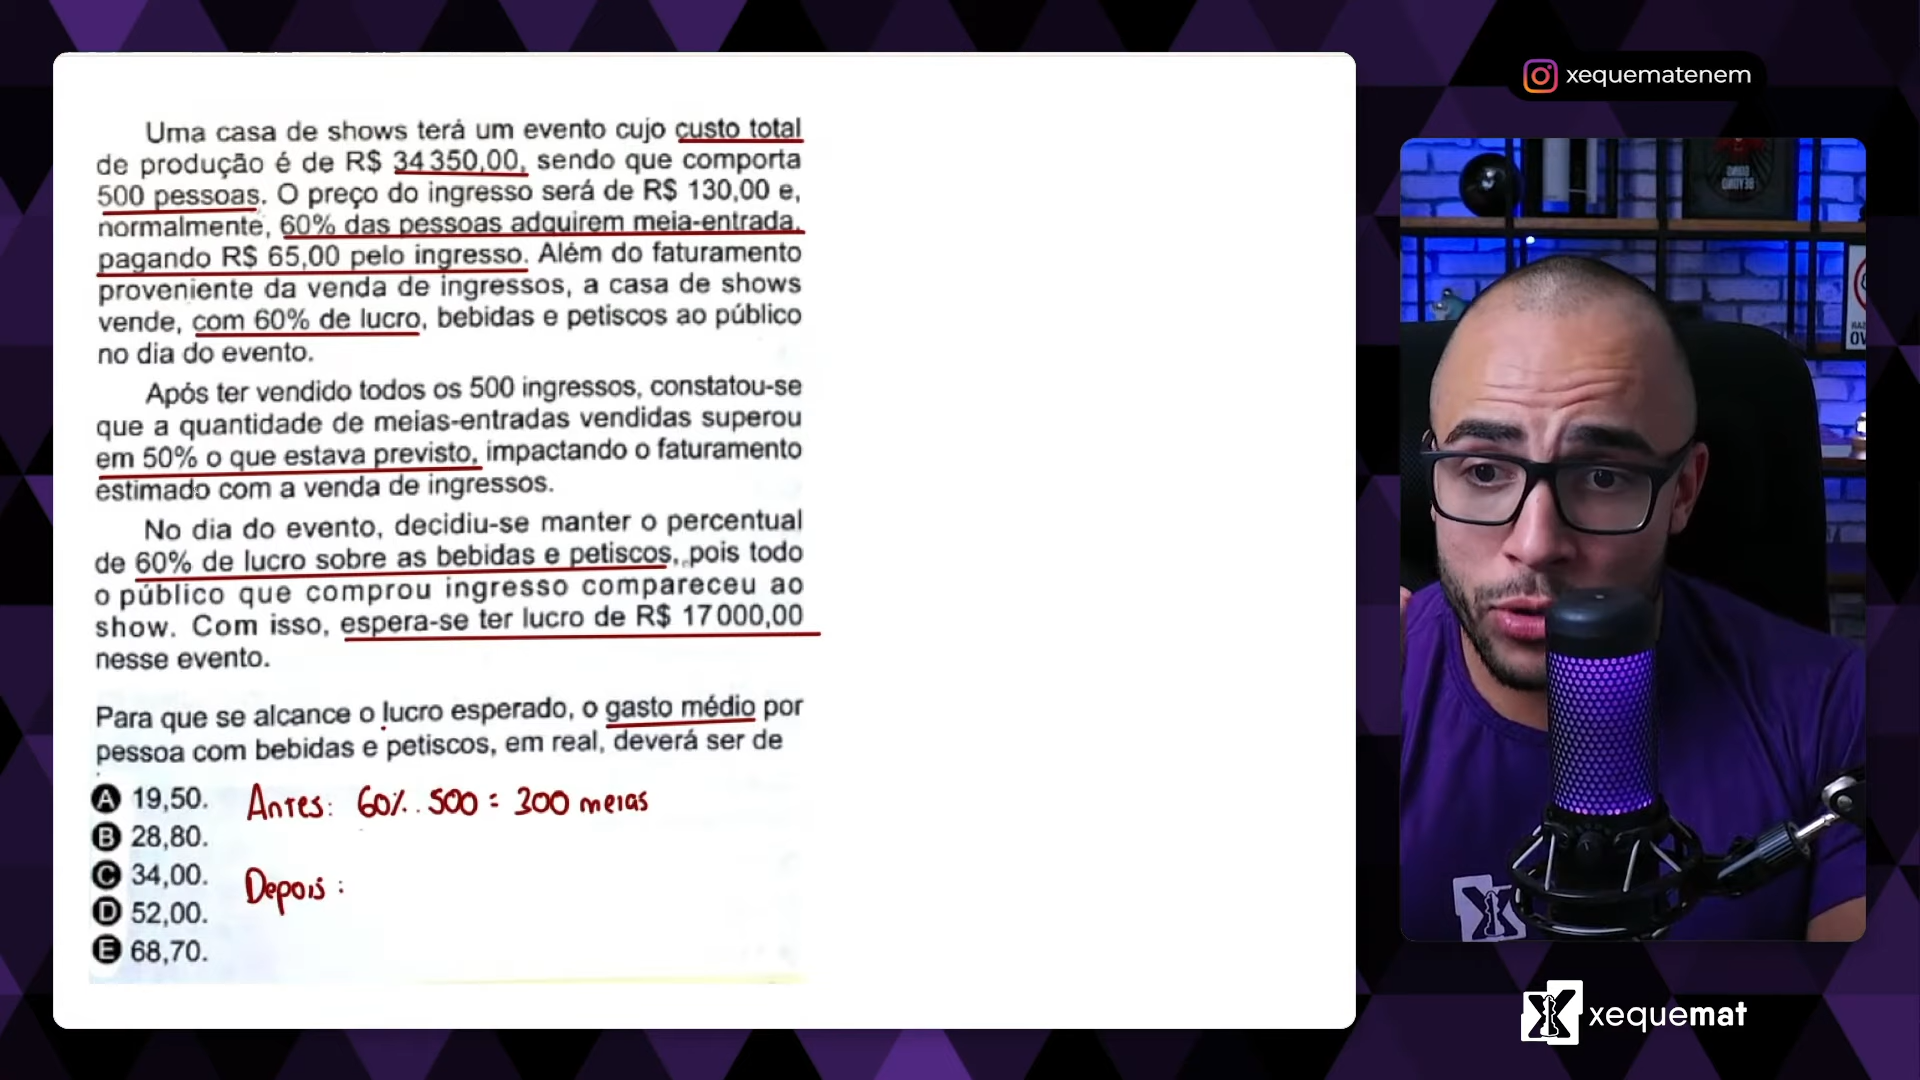 xequematenem
Uma casa de shows terá um evento cujo custo total
de produção é de R$ 34 350,00, sendo que comporta
500 pessoas. O preço do ingresso será de R$ 130,00 e,
normalmente, 60% das pessoas adquirem meia-entrada,
pagando R$ 65,00 pelo ingresso. Além do faturamento
proveniente da venda de ingressos, a casa de shows
vende, com 60% de lucro, bebidas e petiscos ao público
no dia do evento.
Após ter vendido todos os 500 ingressos, constatou-se
que a quantidade de meias-entradas vendidas superou
em 50% o que estava previsto, impactando o faturamento
estimado com a venda de ingressos.
No dia do evento, decidiu-se manter o percentual
de 60% de lucro sobre as bebidas e petiscos, pois todo
o público que comprou ingresso compareceu ao
show. Com isso, espera-se ter lucro de R$ 17 000,00
nesse evento.
Para que se alcance o lucro esperado, o gasto médio por
pessoa com bebidas e petiscos, em real, deverá ser de
A 19,50.
B 28,80.
C 34,00.
D 52,00.
E 68,70.
Antes: 60% . 500 = 300 meias
Depois :
xequemat